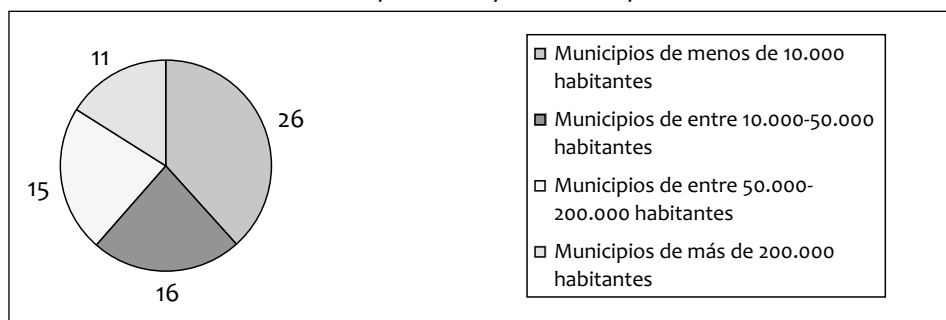 11
26
15
16
Municipios de menos de 10.000
habitantes
Municipios de entre 10.000-50.000
habitantes
Municipios de entre 50.000-
200.000 habitantes
Municipios de más de 200.000
habitantes